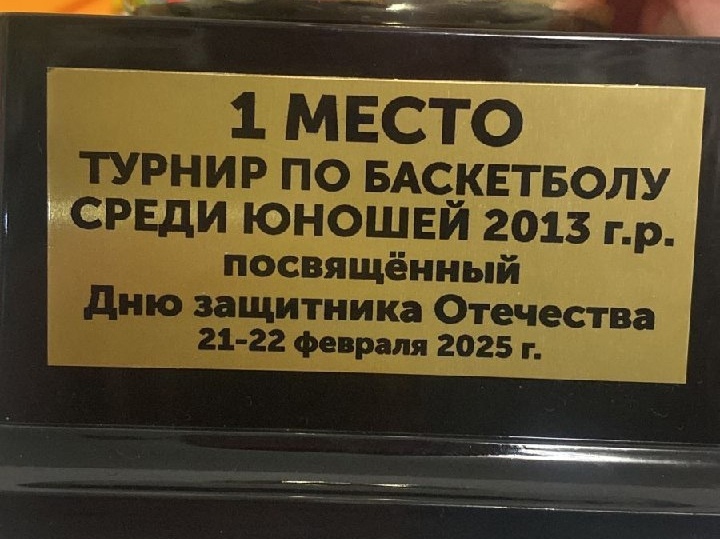 1 МЕСТО
ТУРНИР ПО БАСКЕТБОЛУ
СРЕДИ ЮНОШЕЙ 2013 г.р.
посвящённый
Дню защитника Отечества
21-22 февраля 2025 г.